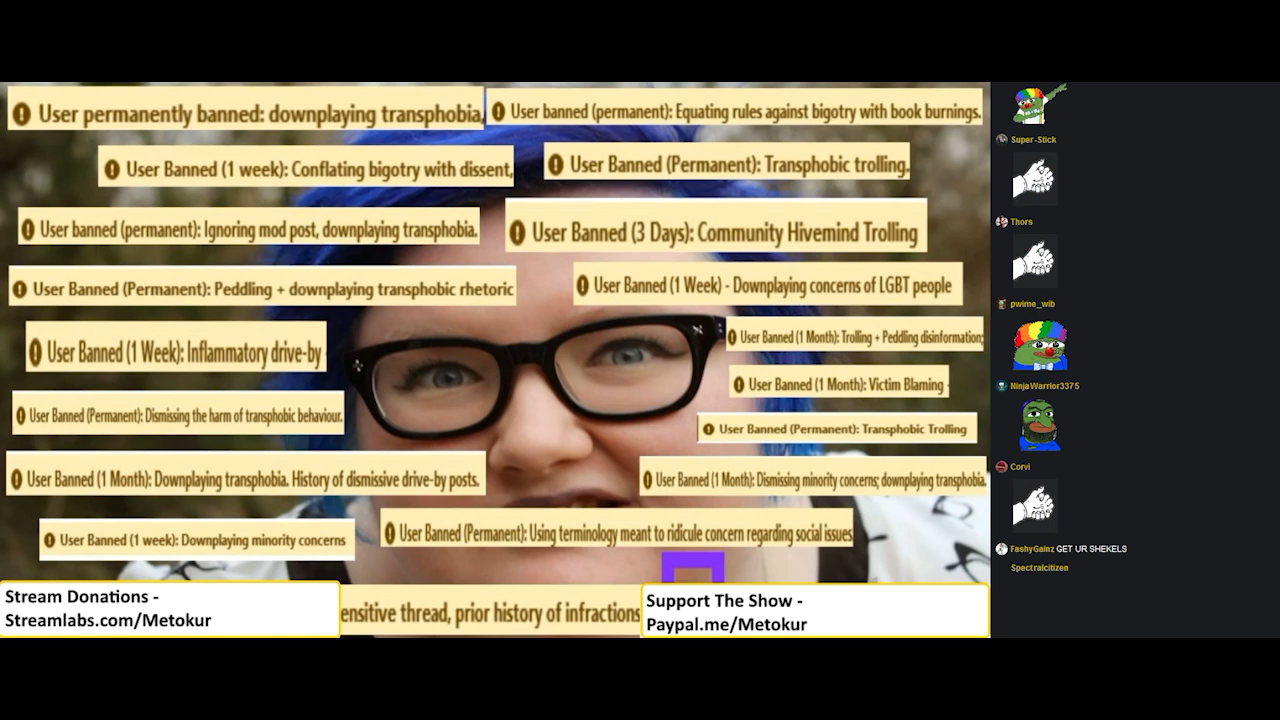 User permanently banned: downplaying transphobia,
User banned (permanent): Equating rules against bigotry with book burnings.
User Banned (1 week): Conflating bigotry with dissent,
User Banned (Permanent): Transphobic trolling.
User banned (permanent): Ignoring mod post, downplaying transphobia.
User Banned (3 Days): Community Hivemind Trolling
User Banned (Permanent): Peddling + downplaying transphobic rhetoric
User Banned (1 Week) - Downplaying concerns of LGBT people
User Banned (1 Week): Inflammatory drive-by
User Banned (1 Month): Trolling + Peddling disinformation;
User Banned (1 Month): Victim Blaming -
User Banned (Permanent): Dismissing the harm of transphobic behaviour.
User Banned (Permanent): Transphobic Trolling
User Banned (1 Month): Downplaying transphobia. History of dismissive drive-by posts.
User Banned (1 Month): Dismissing minority concerns; downplaying transphobia.
User Banned (1 week): Downplaying minority concerns
User Banned (Permanent): Using terminology meant to ridicule concern regarding social issues
ensitive thread, prior history of infractions
Stream Donations -
Streamlabs.com/Metokur
Support The Show -
Paypal.me/Metokur
Super-Stick
Thors
pwime_wib
NinjaWarrior3375
Corvi
FashyGainz GET UR SHEKELS
Spectralcitizen